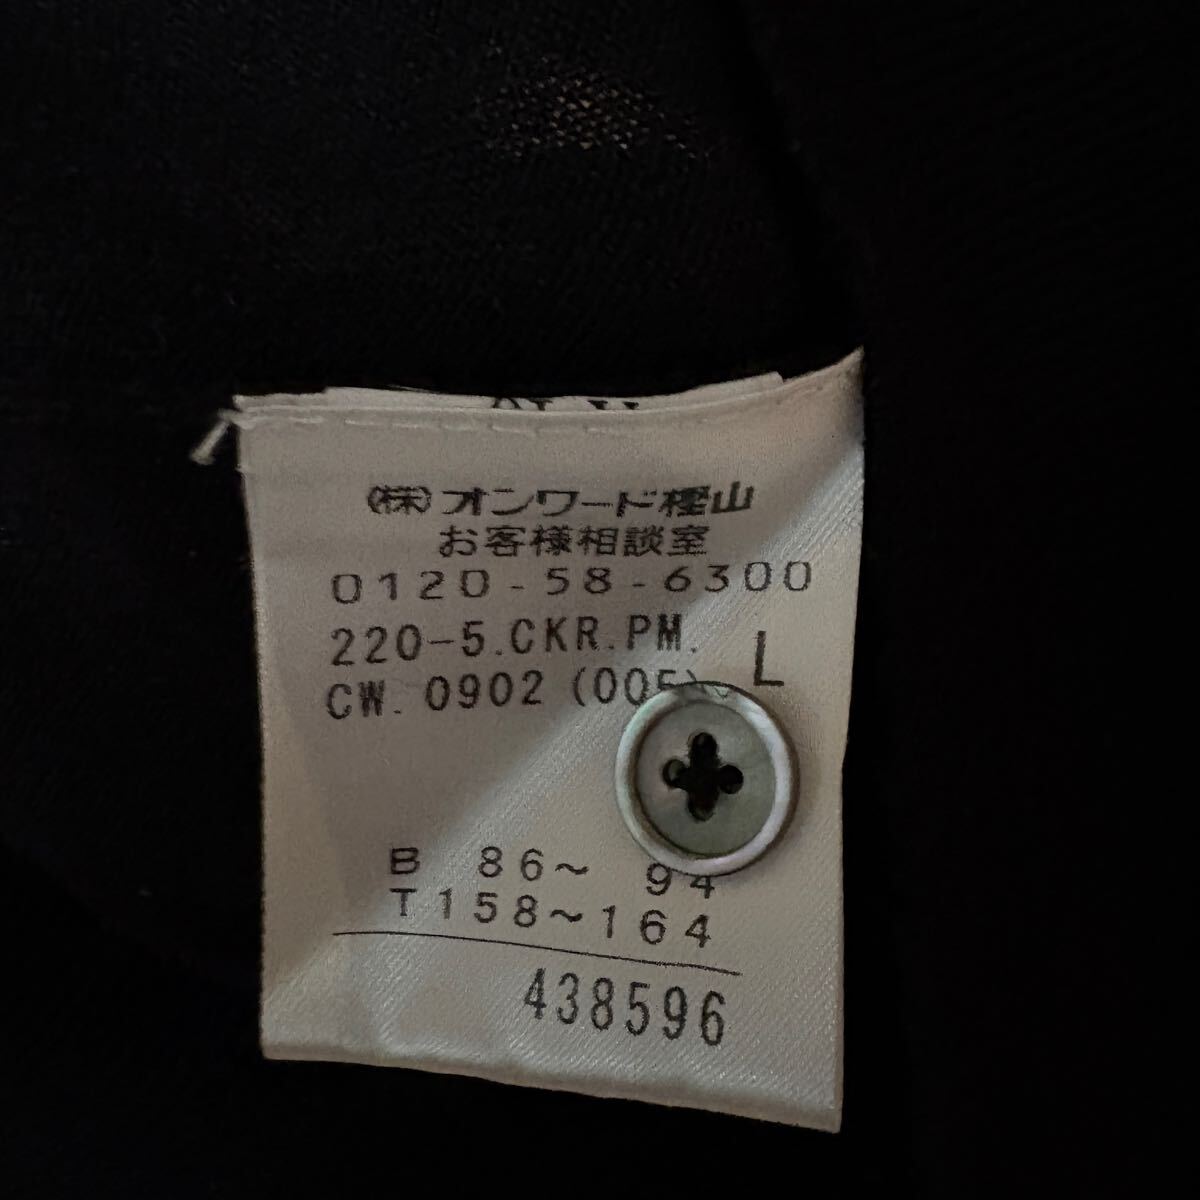 (株)オンワード樫山
お客様相談室
0120-58-6300
220-5.CKR.PM.
CW.0902(005) L
B 86~ 94
T158~164
438596